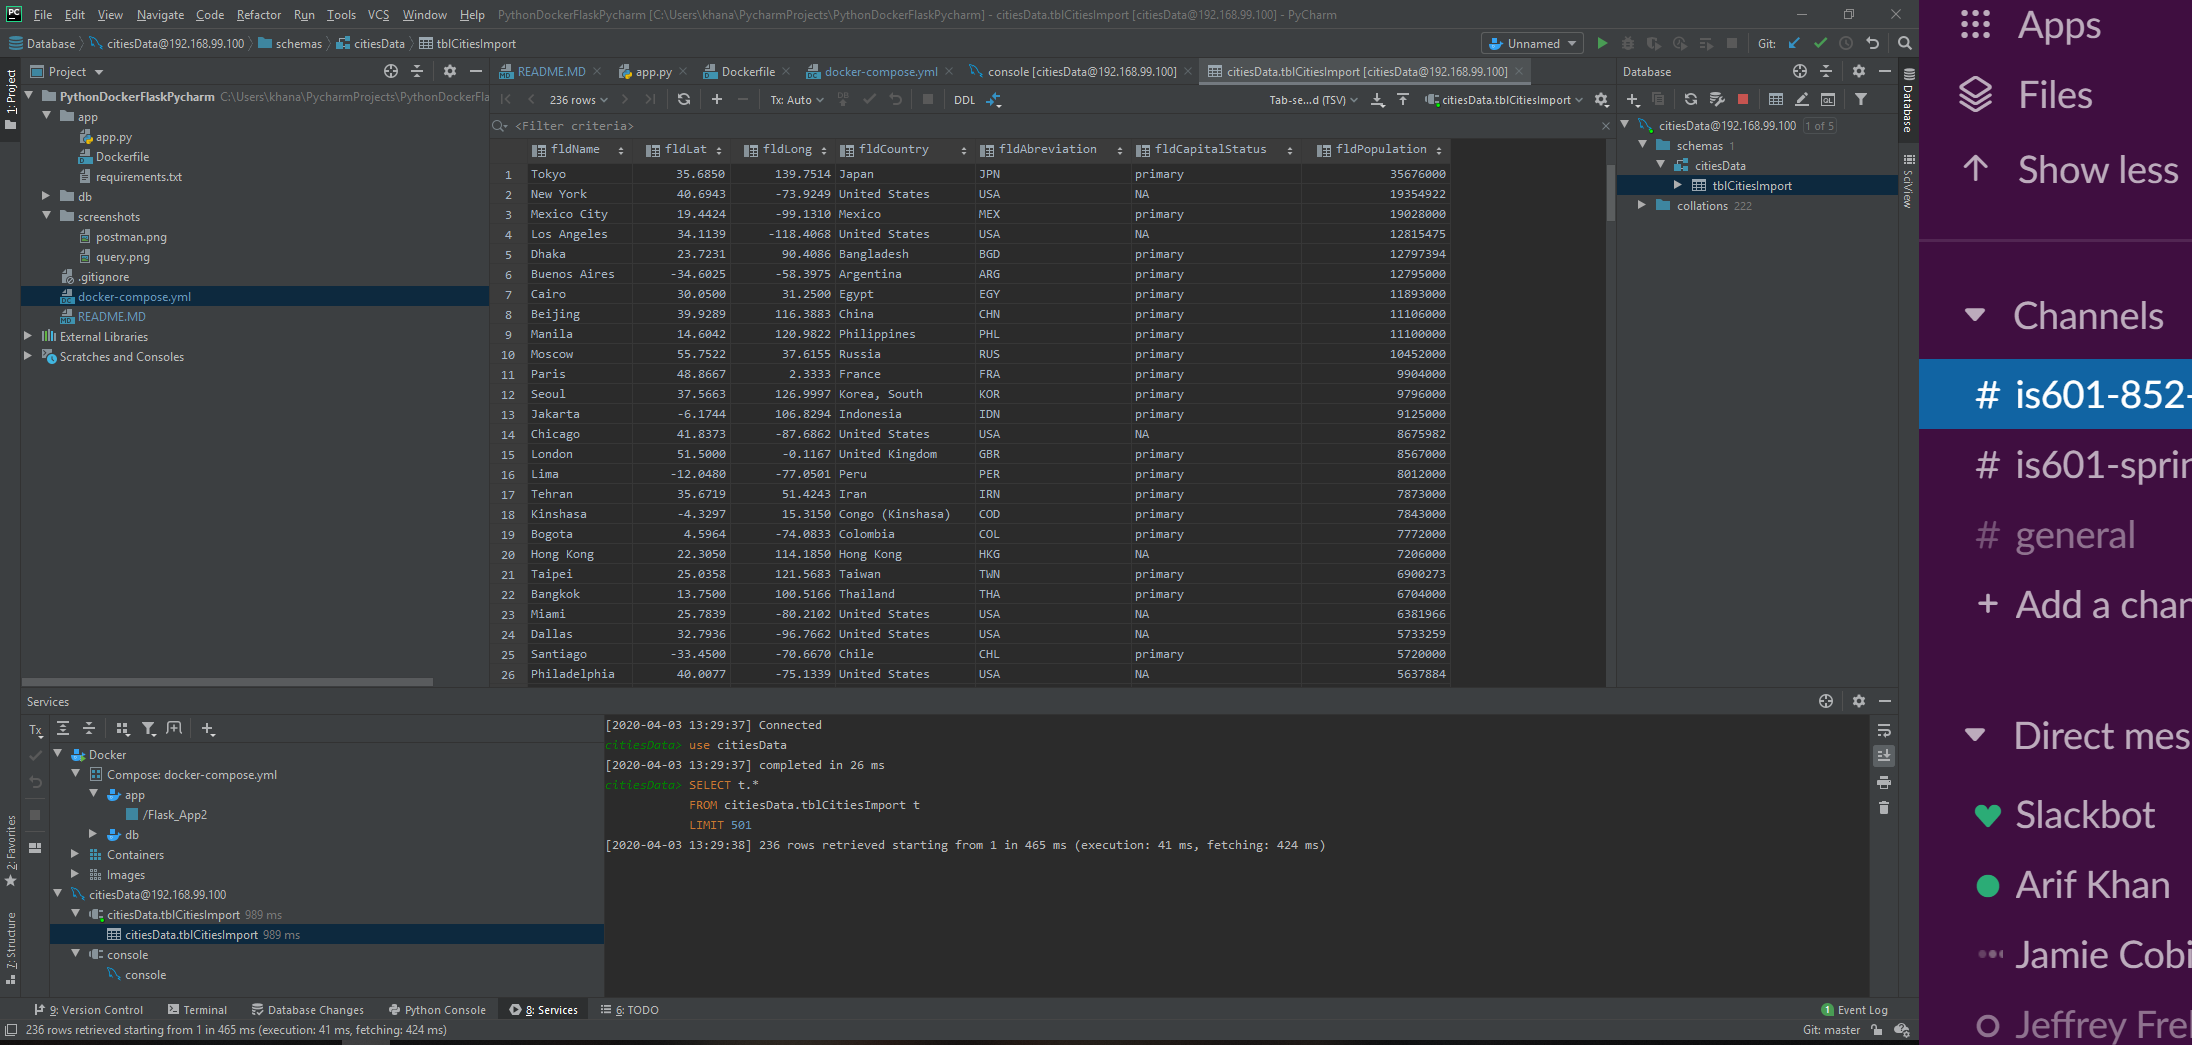 PC File Edit View Navigate Code Refactor Run Tools VCS Window Help PythonDockerFlaskPycharm [C:\Users\khana\PycharmProjects\PythonDockerFlaskPycharm] - citiesData.tblCitiesImport [citiesData@192.168.99.100] - PyCharm
Database citiesData@192.168.99.100 schemas citiesData tblCitiesImport Unnamed Git:
Project README.MD app.py Dockerfile docker-compose.yml console [citiesData@192.168.99.100] citiesData.tblCitiesImport [citiesData@192.168.99.100] Database
236 rows Tx: Auto DDL Tab-se...d (TSV) citiesData.tblCitiesImport
<Filter criteria>
1: Project
PythonDockerFlaskPycharm C:\Users\khana\PycharmProjects\PythonDockerFla
app
app.py
Dockerfile
requirements.txt
db
screenshots
postman.png
query.png
.gitignore
docker-compose.yml
README.MD
External Libraries
Scratches and Consoles
fldName fldLat fldLong fldCountry fldAbreviation fldCapitalStatus fldPopulation
1 Tokyo 35.6850 139.7514 Japan JPN primary 35676000
2 New York 40.6943 -73.9249 United States USA NA 19354922
3 Mexico City 19.4424 -99.1310 Mexico MEX primary 19028000
4 Los Angeles 34.1139 -118.4068 United States USA NA 12815475
5 Dhaka 23.7231 90.4086 Bangladesh BGD primary 12797394
6 Buenos Aires -34.6025 -58.3975 Argentina ARG primary 12795000
7 Cairo 30.0500 31.2500 Egypt EGY primary 11893000
8 Beijing 39.9289 116.3883 China CHN primary 11106000
9 Manila 14.6042 120.9822 Philippines PHL primary 11100000
10 Moscow 55.7522 37.6155 Russia RUS primary 10452000
11 Paris 48.8667 2.3333 France FRA primary 9904000
12 Seoul 37.5663 126.9997 Korea, South KOR primary 9796000
13 Jakarta -6.1744 106.8294 Indonesia IDN primary 9125000
14 Chicago 41.8373 -87.6862 United States USA NA 8675982
15 London 51.5000 -0.1167 United Kingdom GBR primary 8567000
16 Lima -12.0480 -77.0501 Peru PER primary 8012000
17 Tehran 35.6719 51.4243 Iran IRN primary 7873000
18 Kinshasa -4.3297 15.3150 Congo (Kinshasa) COD primary 7843000
19 Bogota 4.5964 -74.0833 Colombia COL primary 7772000
20 Hong Kong 22.3050 114.1850 Hong Kong HKG NA 7206000
21 Taipei 25.0358 121.5683 Taiwan TWN primary 6900273
22 Bangkok 13.7500 100.5166 Thailand THA primary 6704000
23 Miami 25.7839 -80.2102 United States USA NA 6381966
24 Dallas 32.7936 -96.7662 United States USA NA 5733259
25 Santiago -33.4500 -70.6670 Chile CHL primary 5720000
26 Philadelphia 40.0077 -75.1339 United States USA NA 5637884
citiesData@192.168.99.100 1 of 5
schemas 1
citiesData
tblCitiesImport
collations 222
Database
SciView
Services
Tx
Docker
Compose: docker-compose.yml
app
/Flask_App2
db
Containers
Images
citiesData@192.168.99.100
citiesData.tblCitiesImport 989 ms
citiesData.tblCitiesImport 989 ms
console
console
[2020-04-03 13:29:37] Connected
citiesData> use citiesData
[2020-04-03 13:29:37] completed in 26 ms
citiesData> SELECT t.*
FROM citiesData.tblCitiesImport t
LIMIT 501
[2020-04-03 13:29:38] 236 rows retrieved starting from 1 in 465 ms (execution: 41 ms, fetching: 424 ms)
2: Favorites
7: Structure
9: Version Control Terminal Database Changes Python Console 8: Services 6: TODO 1 Event Log
236 rows retrieved starting from 1 in 465 ms (execution: 41 ms, fetching: 424 ms) Git: master
Apps
Files
Show less
Channels
# is601-852-
# is601-sprin
# general
+ Add a chan
Direct mes
Slackbot
Arif Khan
Jamie Cobi
Jeffrey Fre